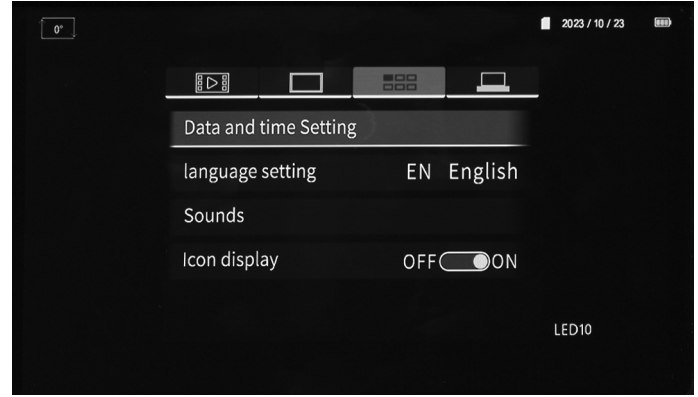 0°
2023 / 10 / 23
Data and time Setting
language setting EN English
Sounds
Icon display OFF ON
LED10